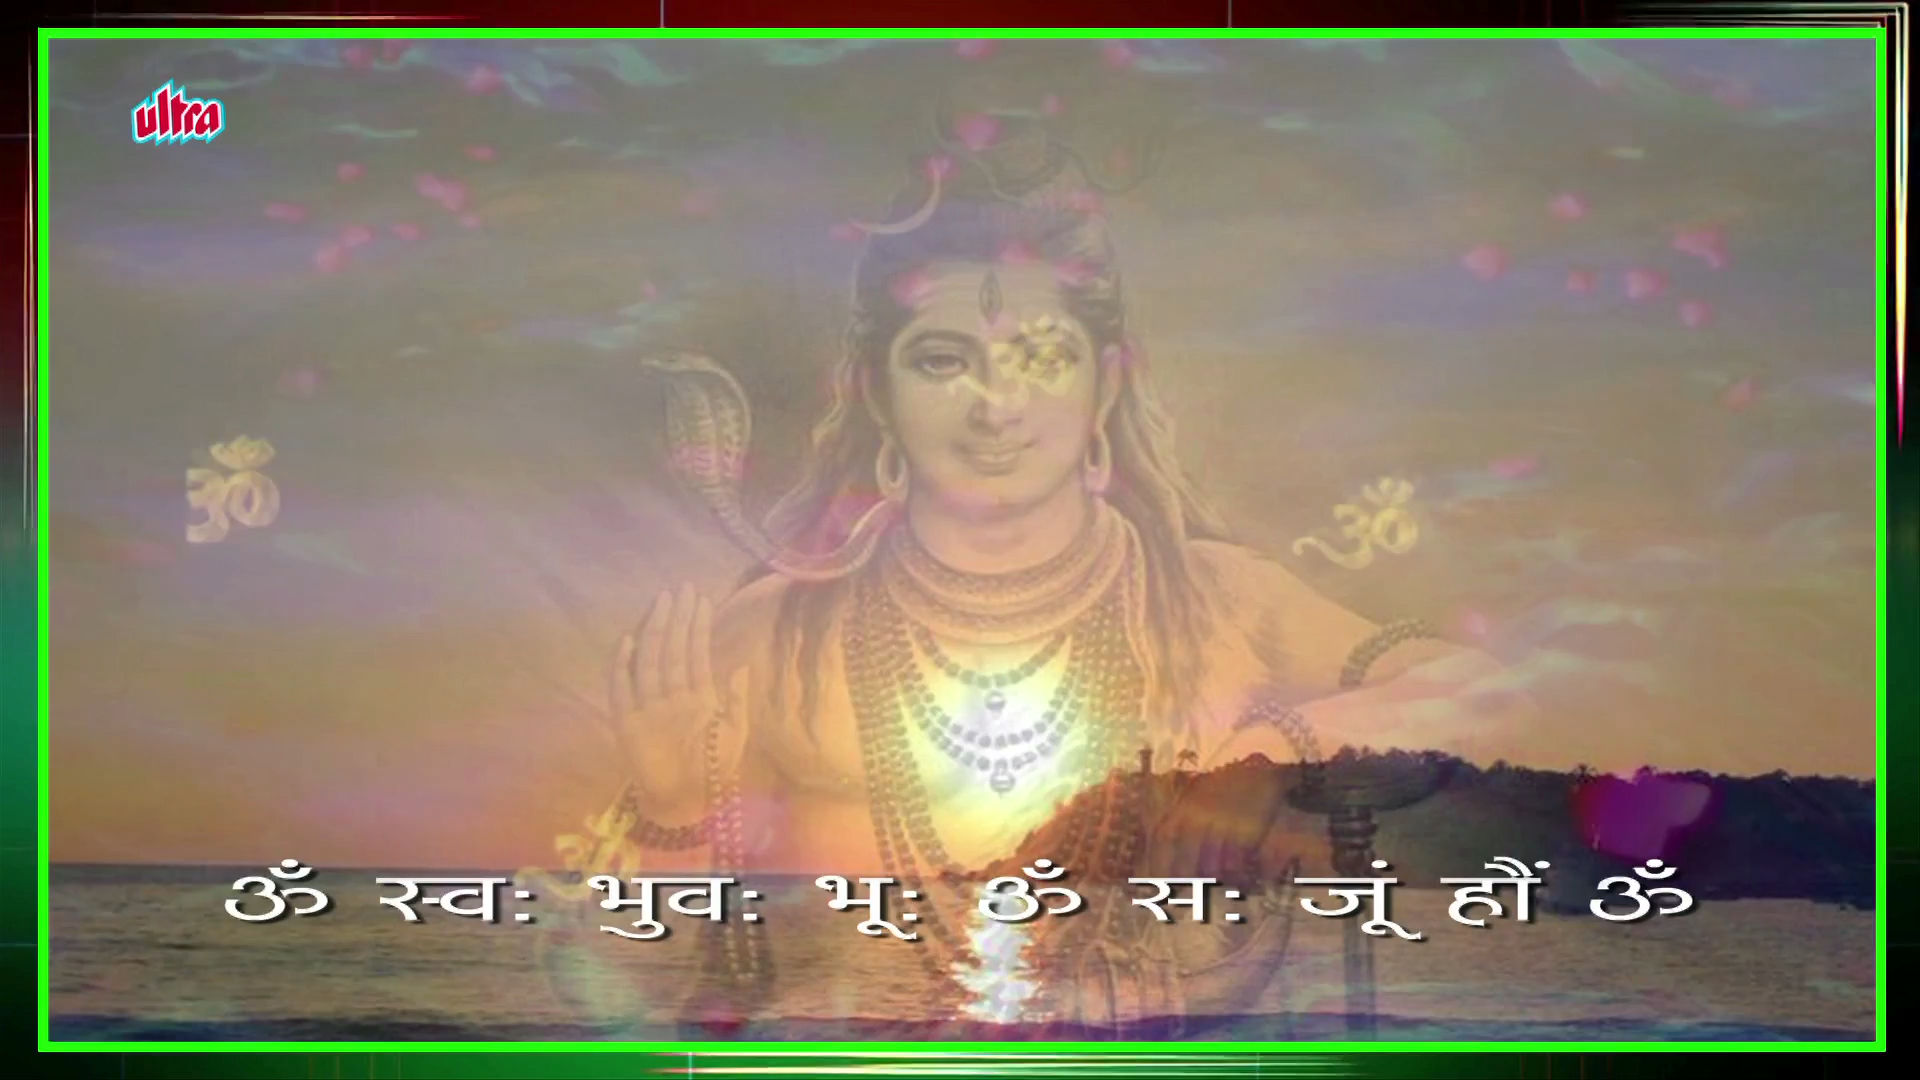 ultra
ॐ
ॐ
ॐ
ॐ
ॐ स्वः भुवः भूः ॐ सः जूं हौं ॐ